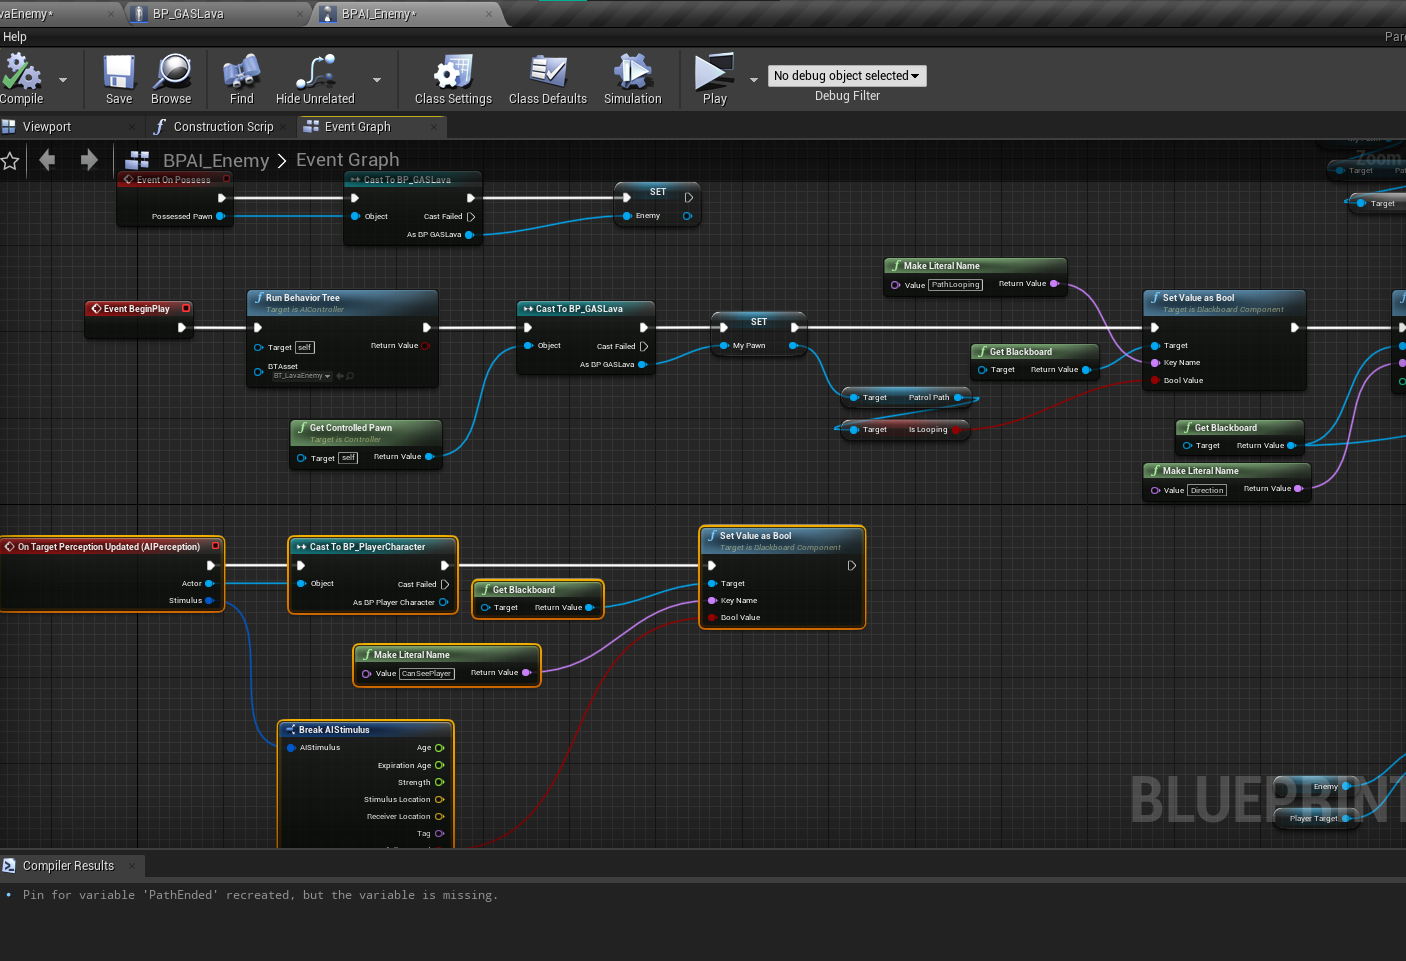 vaEnemy*
BP_GASLava
BPAI_Enemy*
Help
Pare
Compile
Save
Browse
Find
Hide Unrelated
Class Settings
Class Defaults
Simulation
Play
No debug object selected
Debug Filter
Viewport
Construction Scrip
Event Graph
BPAI_Enemy > Event Graph
Zoom
Event On Possess
Possessed Pawn
Cast To BP_GASLava
Object
Cast Failed
As BP GASLava
SET
Enemy
Target
Pat
Target
Make Literal Name
Value PathLooping
Return Value
Event BeginPlay
Run Behavior Tree
Target is AIController
Target self
Return Value
BTAsset
BT_LavaEnemy
Cast To BP_GASLava
Object
Cast Failed
As BP GASLava
SET
My Pawn
Get Blackboard
Target
Return Value
Set Value as Bool
Target is Blackboard Component
Target
Key Name
Bool Value
Target
Patrol Path
Target
Is Looping
Get Controlled Pawn
Target is Controller
Target self
Return Value
Get Blackboard
Target
Return Value
Make Literal Name
Value Direction
Return Value
On Target Perception Updated (AIPerception)
Actor
Stimulus
Cast To BP_PlayerCharacter
Object
Cast Failed
As BP Player Character
Get Blackboard
Target
Return Value
Set Value as Bool
Target is Blackboard Component
Target
Key Name
Bool Value
Make Literal Name
Value CanSeePlayer
Return Value
Break AIStimulus
AIStimulus
Age
Expiration Age
Strength
Stimulus Location
Receiver Location
Tag
BLUEPRINT
Enemy
Player Target
Compiler Results
• Pin for variable 'PathEnded' recreated, but the variable is missing.